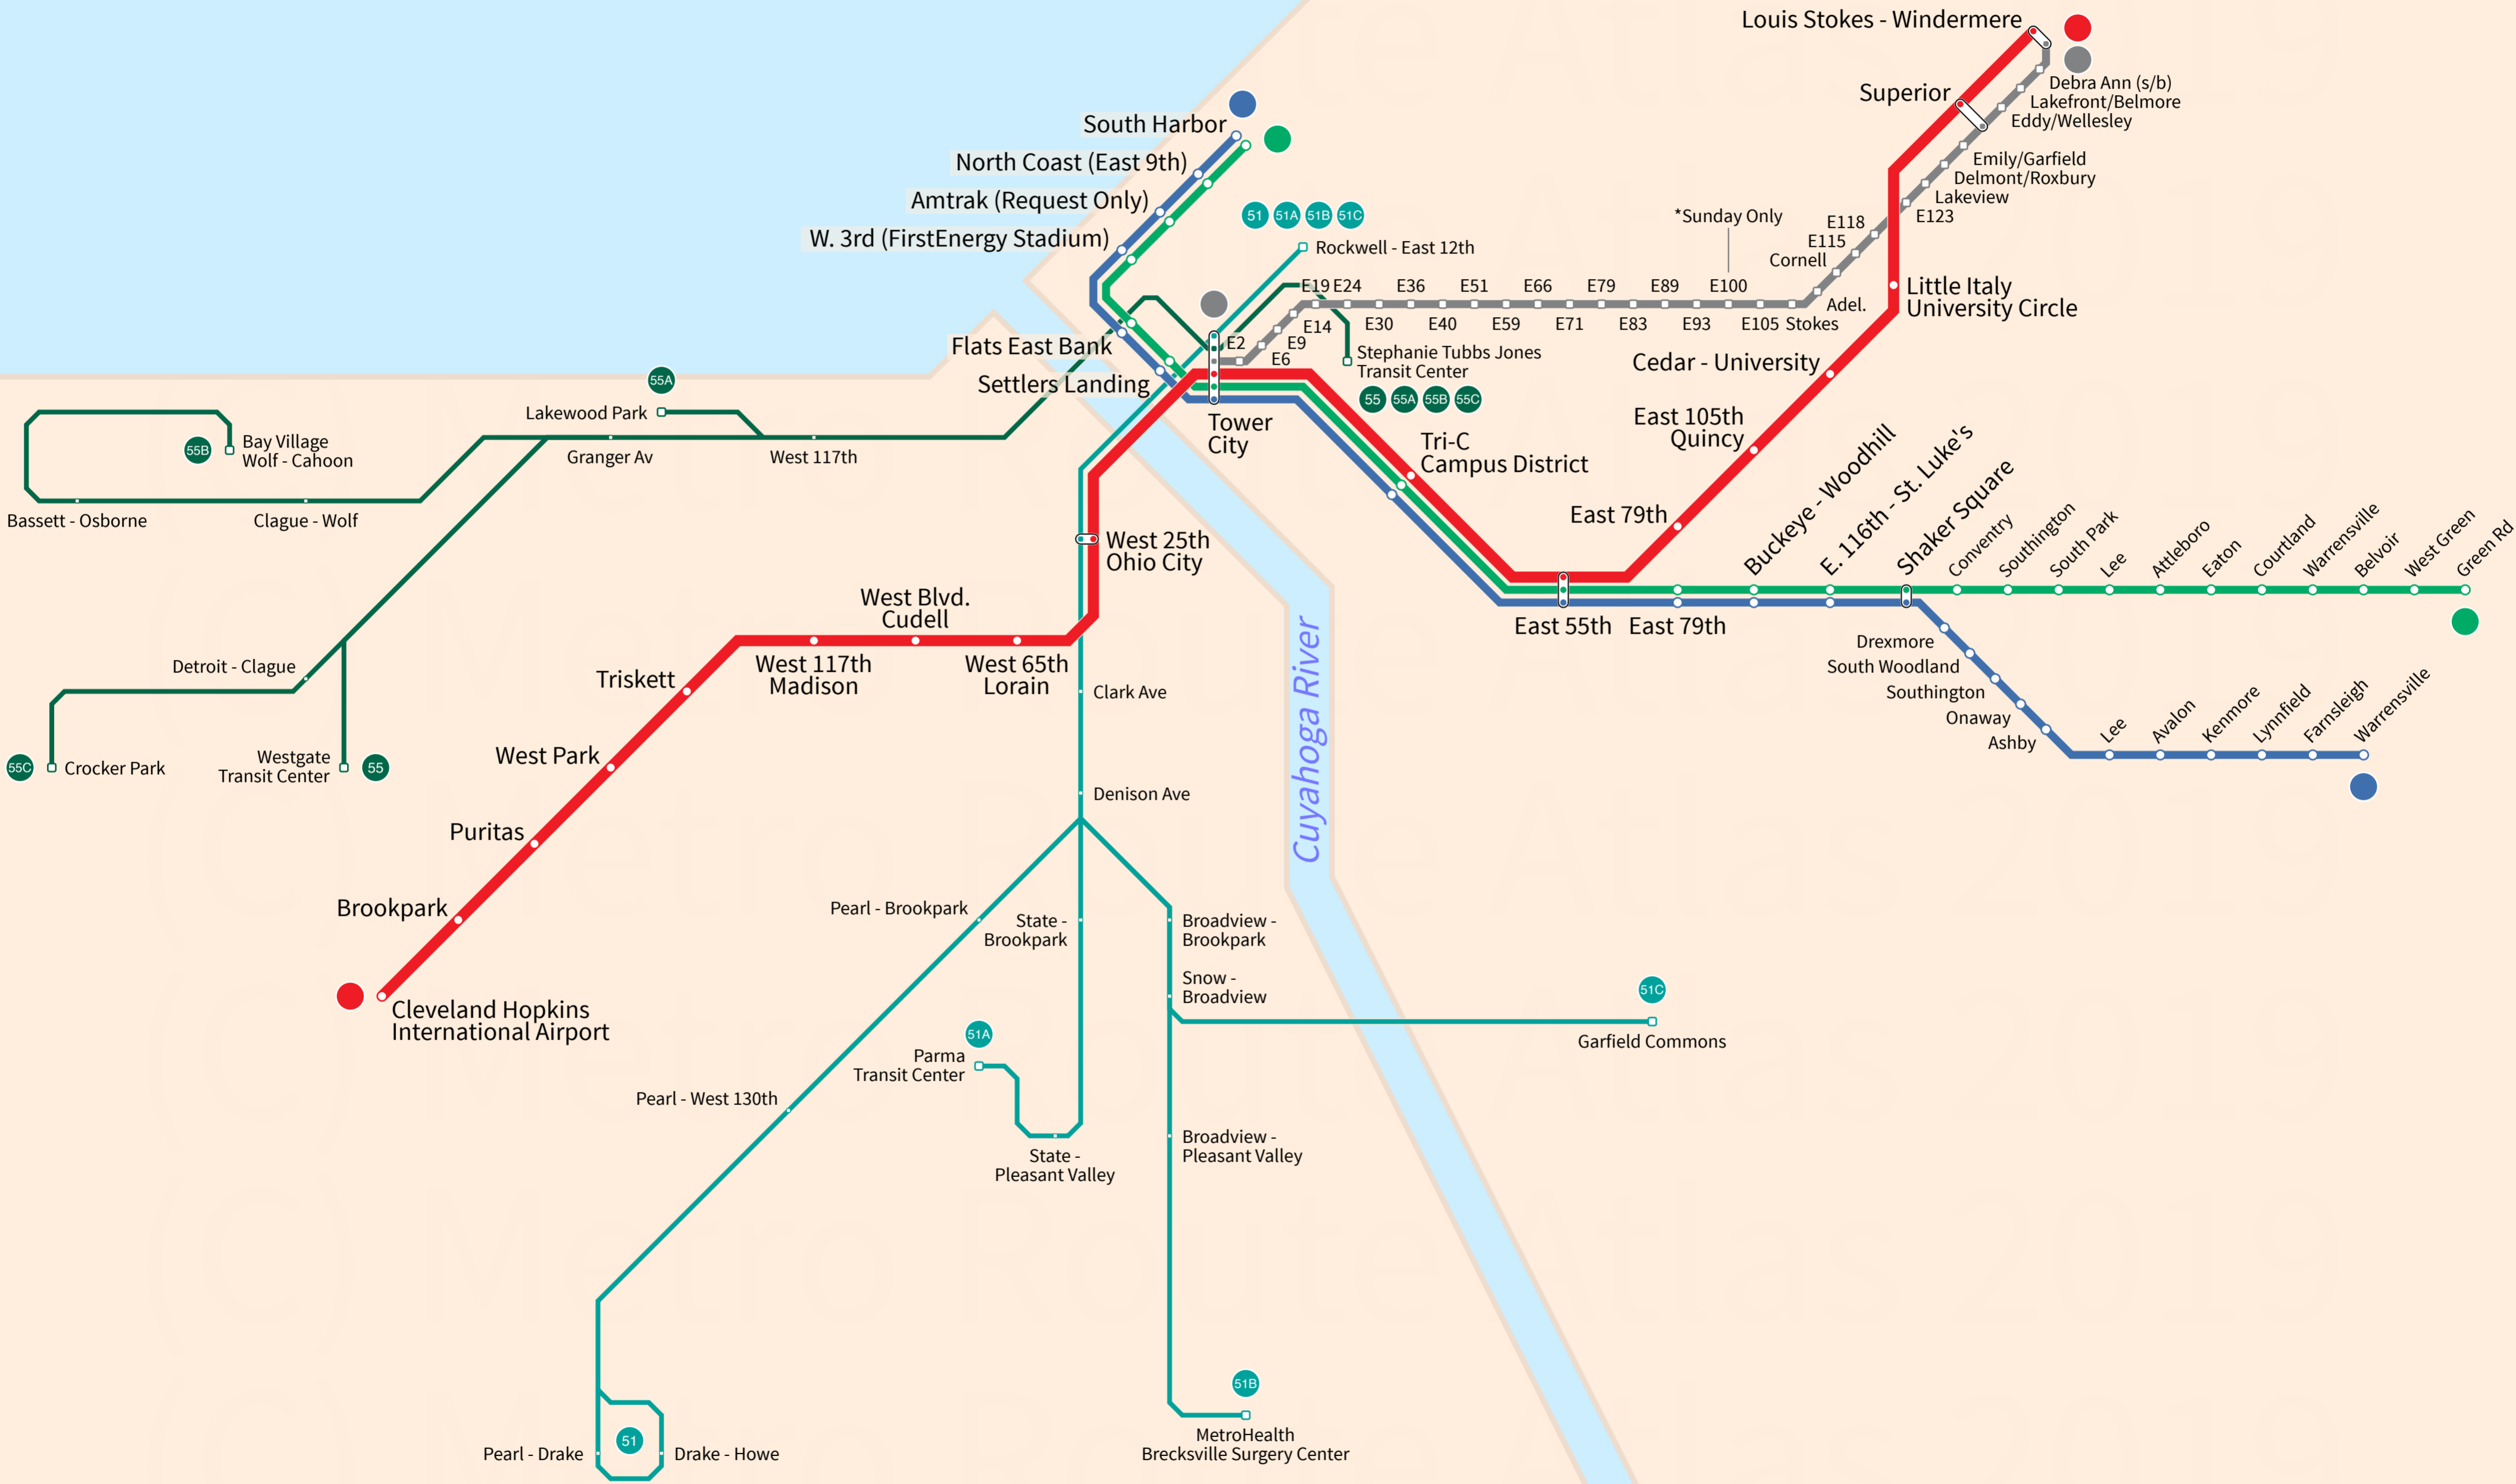 Louis Stokes - Windermere
Superior
Debra Ann (s/b)
Lakefront/Belmore
Eddy/Wellesley
Emily/Garfield
Delmont/Roxbury
Lakeview
E123
E118
E115
Cornell
*Sunday Only
South Harbor
North Coast (East 9th)
Amtrak (Request Only)
W. 3rd (FirstEnergy Stadium)
51
51A
51B
51C
Rockwell - East 12th
E19
E24
E36
E51
E66
E79
E89
E100
Adel.
E2
E6
E9
E14
E30
E40
E59
E71
E83
E93
E105
Stokes
Little Italy
University Circle
Flats East Bank
Settlers Landing
Stephanie Tubbs Jones
Transit Center
55
55A
55B
55C
Cedar - University
Tower
City
Tri-C
Campus District
East 105th
Quincy
East 79th
55A
Lakewood Park
55B
Bay Village
Wolf - Cahoon
Granger Av
West 117th
Bassett - Osborne
Clague - Wolf
West 25th
Ohio City
Buckeye - Woodhill
E. 116th - St. Luke's
Shaker Square
Conventry
Southington
South Park
Lee
Attleboro
Eaton
Courtland
Warrensville
Belvoir
West Green
Green Rd
East 55th
East 79th
West Blvd.
Cudell
West 117th
Madison
West 65th
Lorain
Triskett
Detroit - Clague
Clark Ave
Cuyahoga River
Drexmore
South Woodland
Southington
Onaway
Ashby
Lee
Avalon
Kenmore
Lynnfield
Farnsleigh
Warrensville
55C
Crocker Park
Westgate
Transit Center
55
West Park
Denison Ave
Puritas
Brookpark
Pearl - Brookpark
State -
Brookpark
Broadview -
Brookpark
Snow -
Broadview
Cleveland Hopkins
International Airport
51C
Garfield Commons
51A
Parma
Transit Center
Pearl - West 130th
State -
Pleasant Valley
Broadview -
Pleasant Valley
51B
MetroHealth
Brecksville Surgery Center
Pearl - Drake
51
Drake - Howe